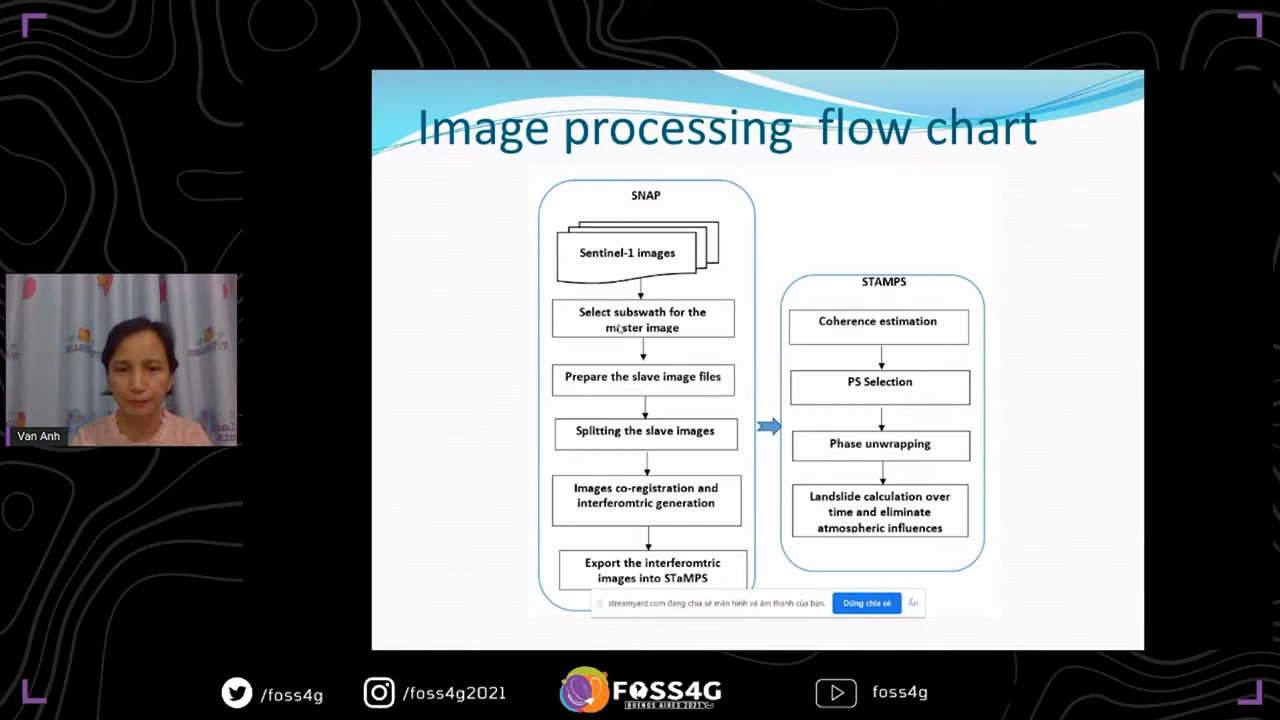 Image processing flow chart
SNAP
Sentinel-1 images
Select subswath for the
master image
Prepare the slave image files
Splitting the slave images
Images co-registration and
interferomtric generation
Export the interferomtric
images into STaMPS
STAMPS
Coherence estimation
PS Selection
Phase unwrapping
Landslide calculation over
time and eliminate
atmospheric influences
streamyard.com đang chia sẻ màn hình và âm thanh của bạn.
Dừng chia sẻ
Ẩn
Van Anh
/foss4g
/foss4g2021
FOSS4G
BUENOS AIRES 2021
foss4g